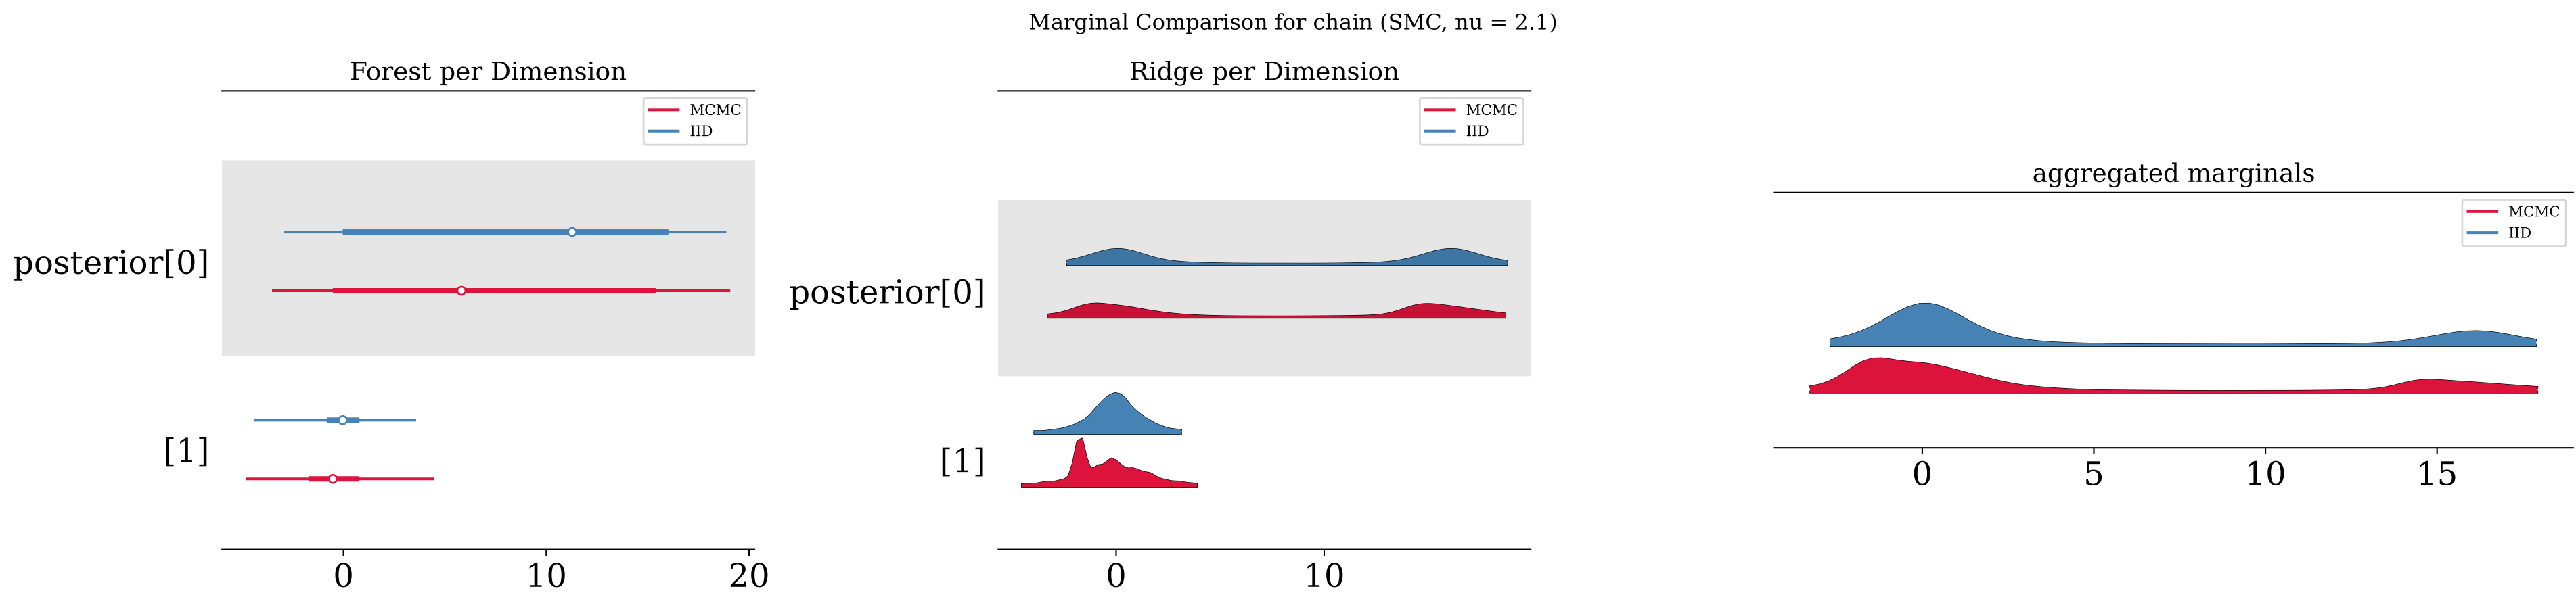 Marginal Comparison for chain (SMC, nu = 2.1)
Forest per Dimension
MCMC
IID
posterior[0]
[1]
0 10 20
Ridge per Dimension
MCMC
IID
posterior[0]
[1]
0 10
aggregated marginals
MCMC
IID
0 5 10 15